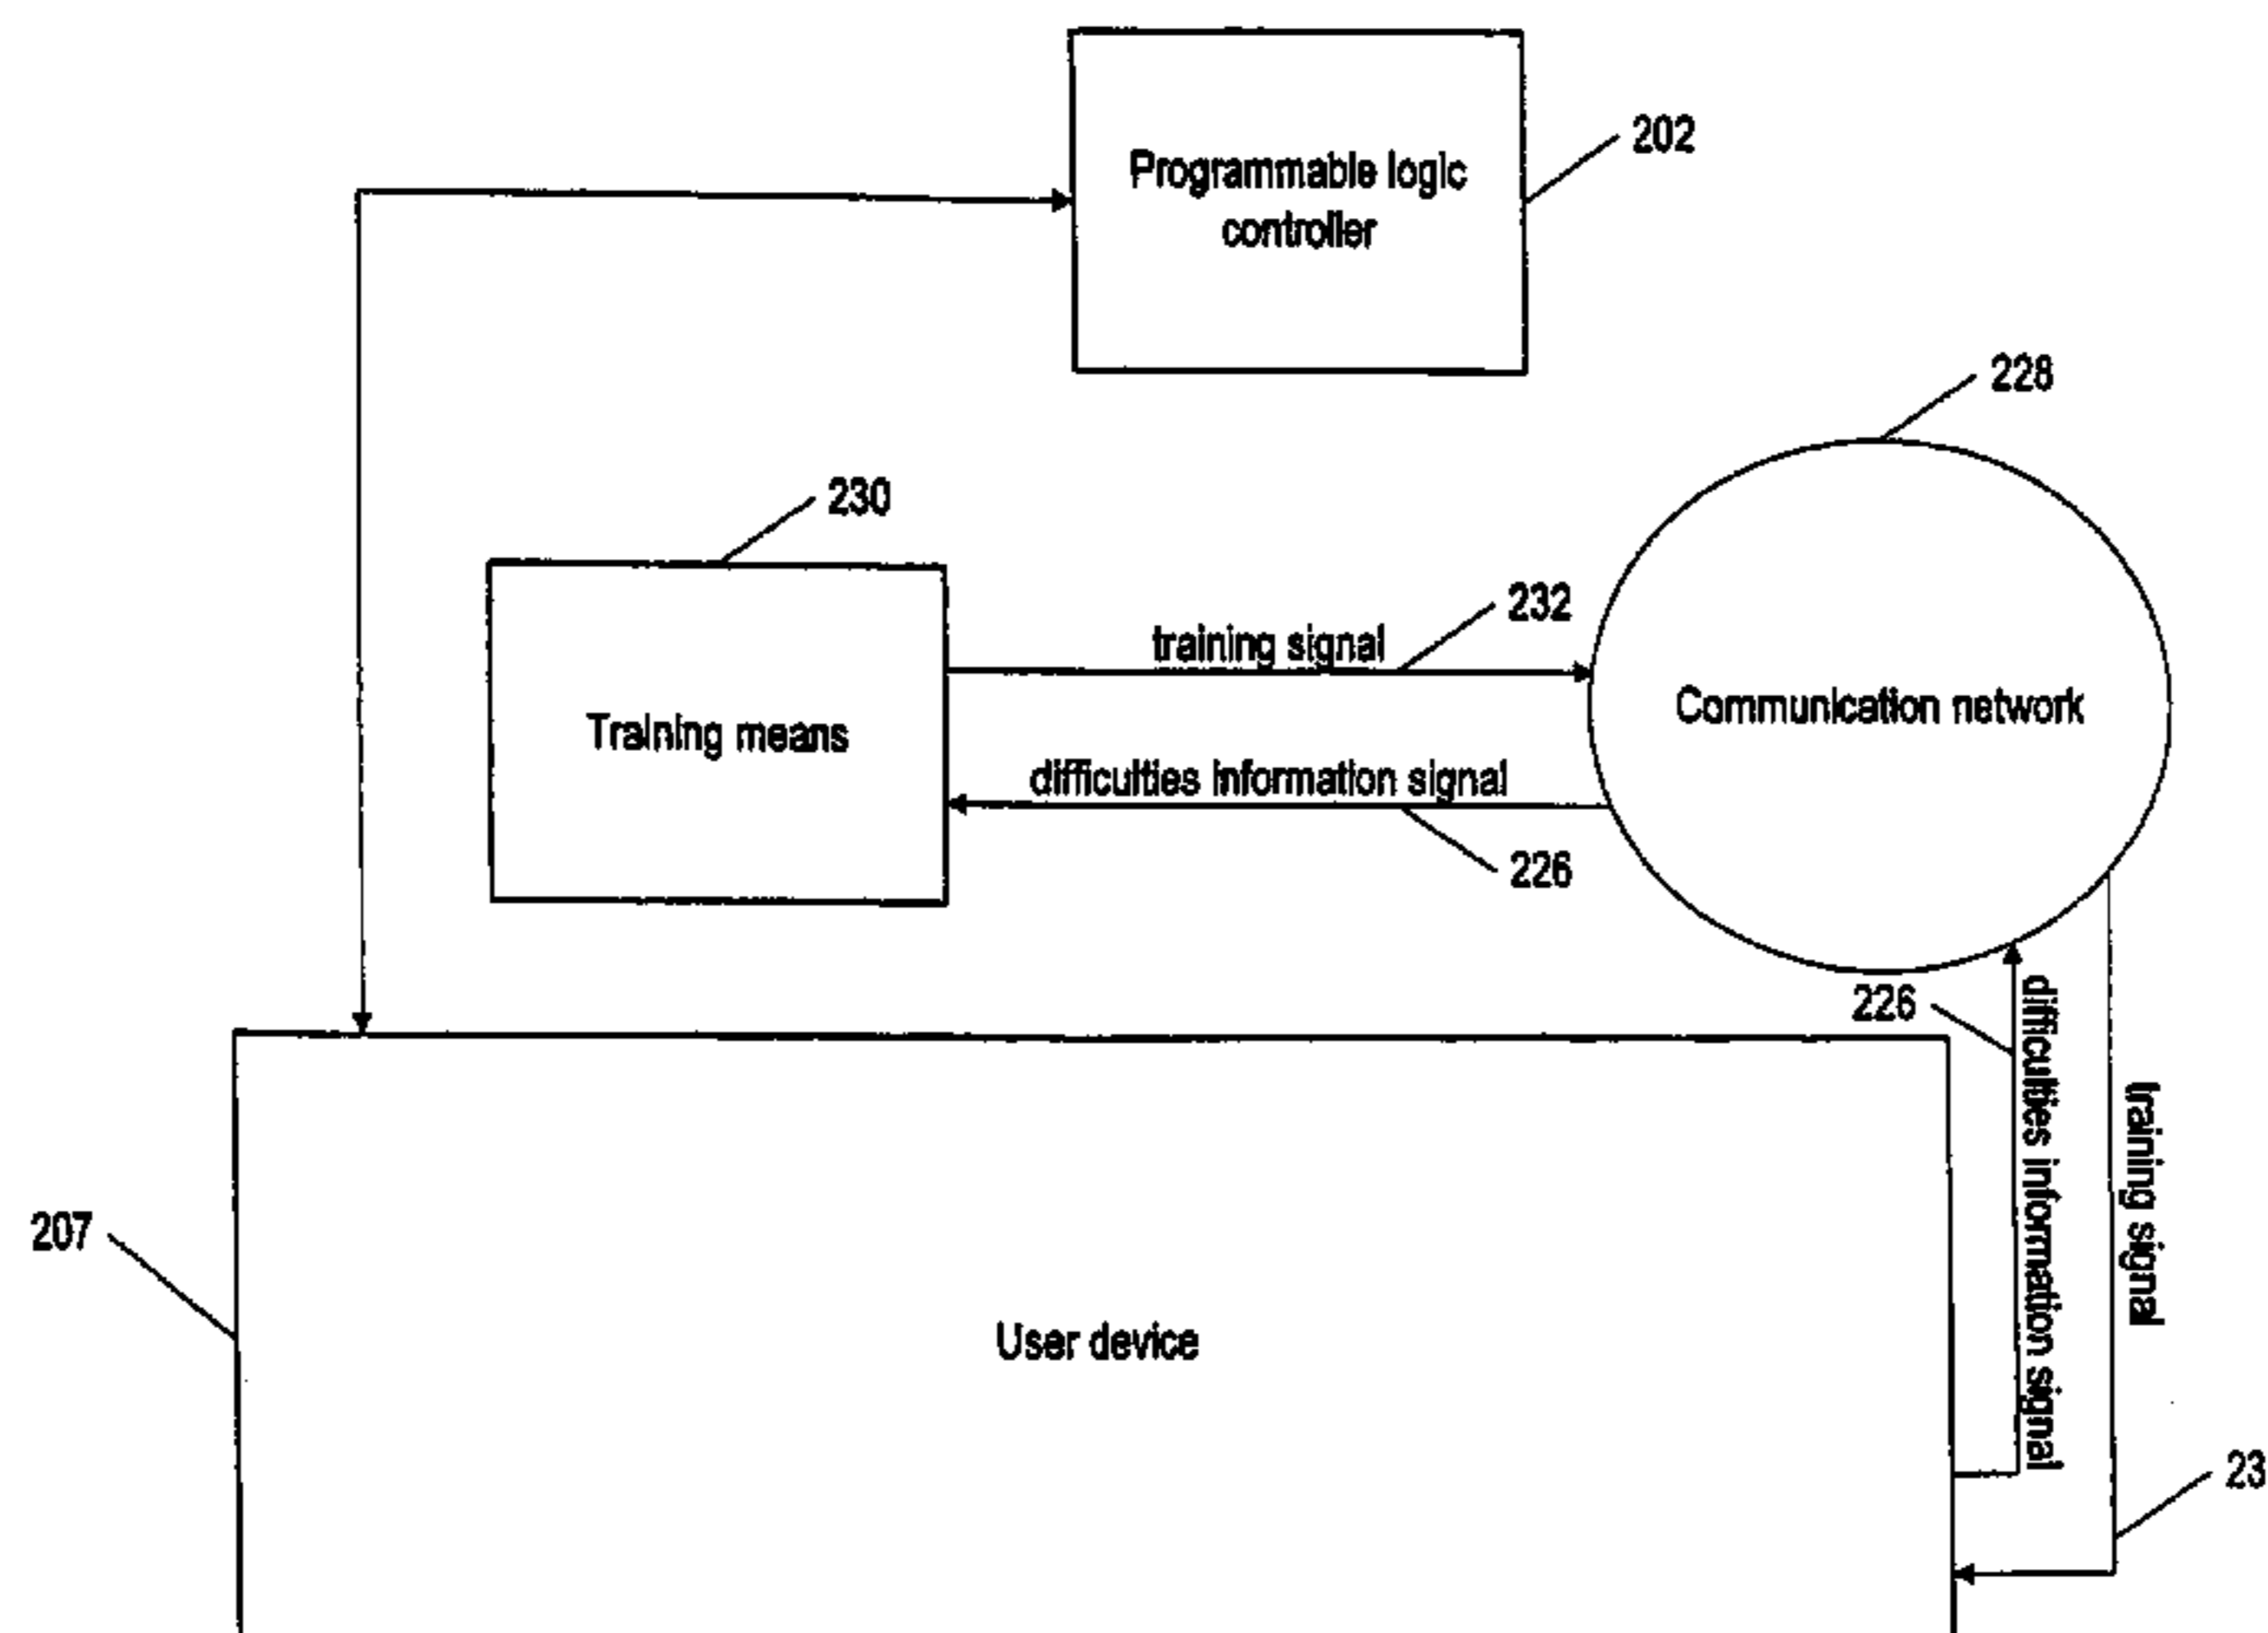 Programmable logic
controller
202
228
230
training signal
232
Training means
Communication network
difficulties information signal
226
226
difficulties information signal
training signal
207
User device
23